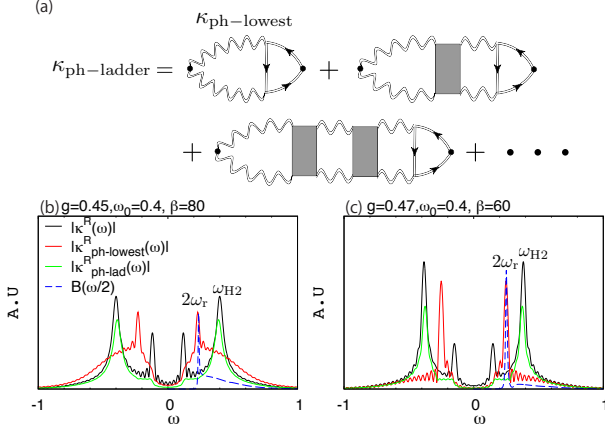 (a)
κph−lowest
κph−ladder = + 
+ + • • •
(b) g=0.45,ω0=0.4, β=80
|κR(ω)|
|κRph-lowest(ω)|
|κRph-lad(ω)|
B(ω/2)
2ωr
ωH2
A.U
-1 0 1
ω
(c) g=0.47,ω0=0.4, β=60
2ωr
ωH2
A.U
-1 0 1
ω